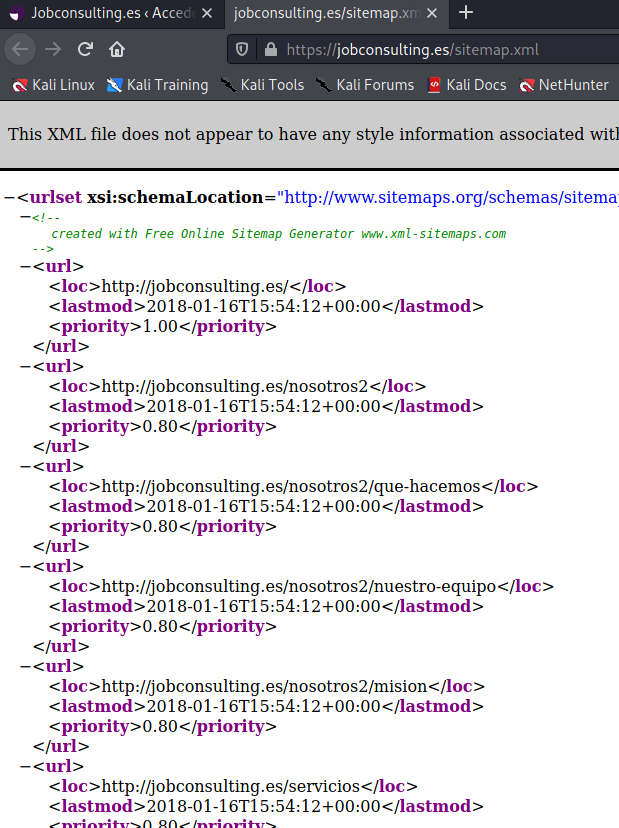 Jobconsulting.es ‹ Accede
jobconsulting.es/sitemap.xm
https://jobconsulting.es/sitemap.xml
Kali Linux Kali Training Kali Tools Kali Forums Kali Docs NetHunter
This XML file does not appear to have any style information associated with
−<urlset xsi:schemaLocation="http://www.sitemaps.org/schemas/sitema
−<!--
created with Free Online Sitemap Generator www.xml-sitemaps.com
-->
−<url>
<loc>http://jobconsulting.es/</loc>
<lastmod>2018-01-16T15:54:12+00:00</lastmod>
<priority>1.00</priority>
</url>
−<url>
<loc>http://jobconsulting.es/nosotros2</loc>
<lastmod>2018-01-16T15:54:12+00:00</lastmod>
<priority>0.80</priority>
</url>
−<url>
<loc>http://jobconsulting.es/nosotros2/que-hacemos</loc>
<lastmod>2018-01-16T15:54:12+00:00</lastmod>
<priority>0.80</priority>
</url>
−<url>
<loc>http://jobconsulting.es/nosotros2/nuestro-equipo</loc>
<lastmod>2018-01-16T15:54:12+00:00</lastmod>
<priority>0.80</priority>
</url>
−<url>
<loc>http://jobconsulting.es/nosotros2/mision</loc>
<lastmod>2018-01-16T15:54:12+00:00</lastmod>
<priority>0.80</priority>
</url>
−<url>
<loc>http://jobconsulting.es/servicios</loc>
<lastmod>2018-01-16T15:54:12+00:00</lastmod>
<priority>0.80</priority>